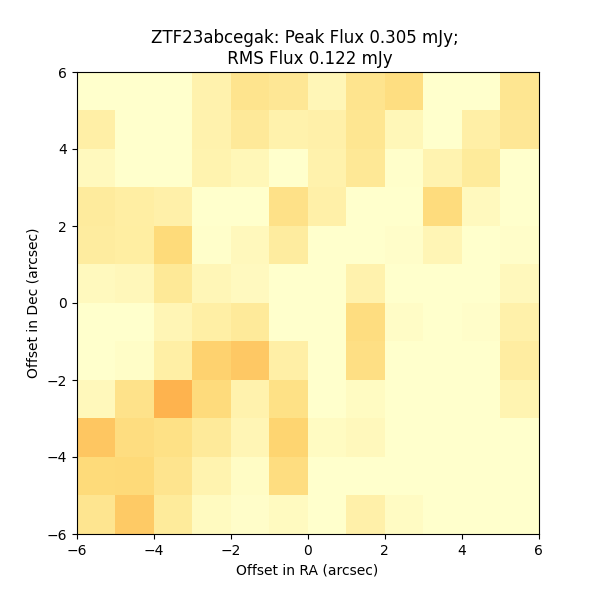 ZTF23abcegak: Peak Flux 0.305 mJy;
RMS Flux 0.122 mJy
6
4
2
0
−2
−4
−6
Offset in Dec (arcsec)
−6 −4 −2 0 2 4 6
Offset in RA (arcsec)